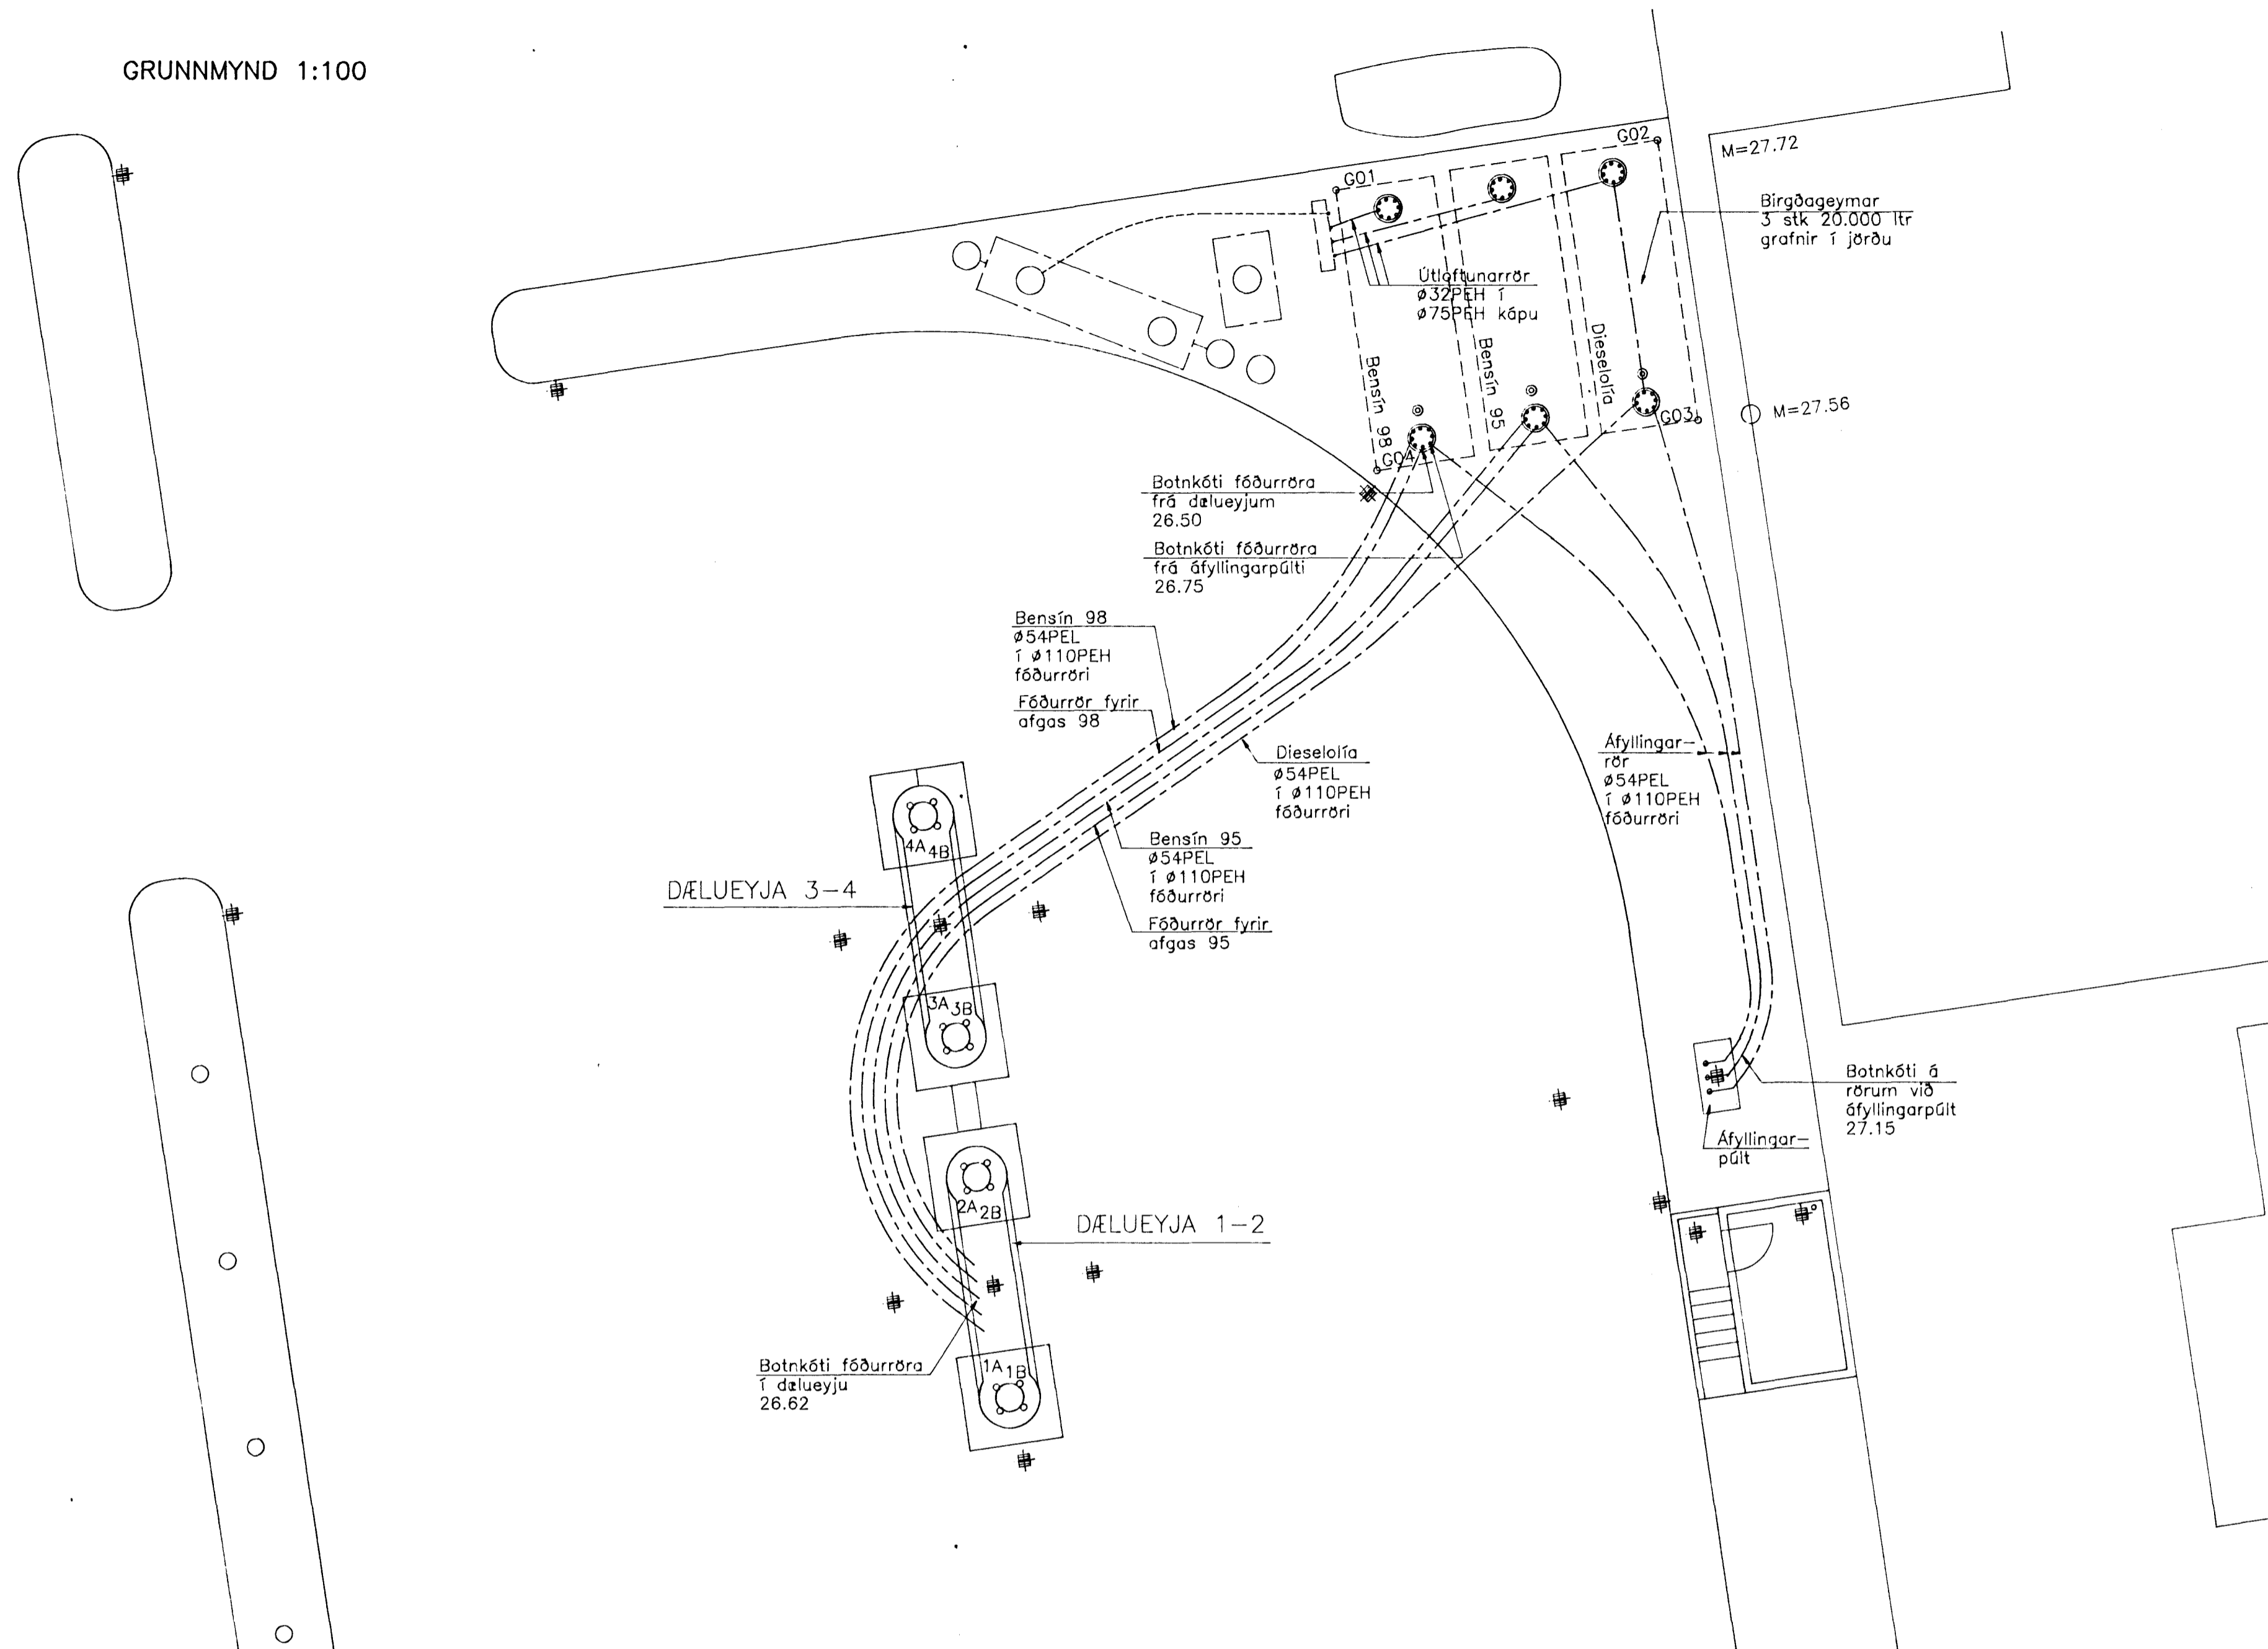 GRUNNMYND 1:100
G02
M=27.72
G01
Birgðageymar
3 stk 20.000 ltr
grafnir í jörðu
Útloftunarrör
ø32PEH í
ø75PEH kápu
Bensín 98
Bensín 95
Dieselolía
G03
M=27.56
G04
Botnkóti fóðurröra
frá dælueyjum
26.50
Botnkóti fóðurröra
frá áfyllingarpúlti
26.75
Bensín 98
ø54PEL
í ø110PEH
fóðurröri
Fóðurrör fyrir
afgas 98
Dieselolía
ø54PEL
í ø110PEH
fóðurröri
Áfyllingar-
rör
ø54PEL
í ø110PEH
fóðurröri
Bensín 95
ø54PEL
í ø110PEH
fóðurröri
Fóðurrör fyrir
afgas 95
4A 4B
DÆLUEYJA 3-4
3A 3B
Botnkóti á
rörum við
áfyllingarpúlt
27.15
Áfyllingar-
púlt
2A 2B
DÆLUEYJA 1-2
1A 1B
Botnkóti fóðurröra
í dælueyju
26.62